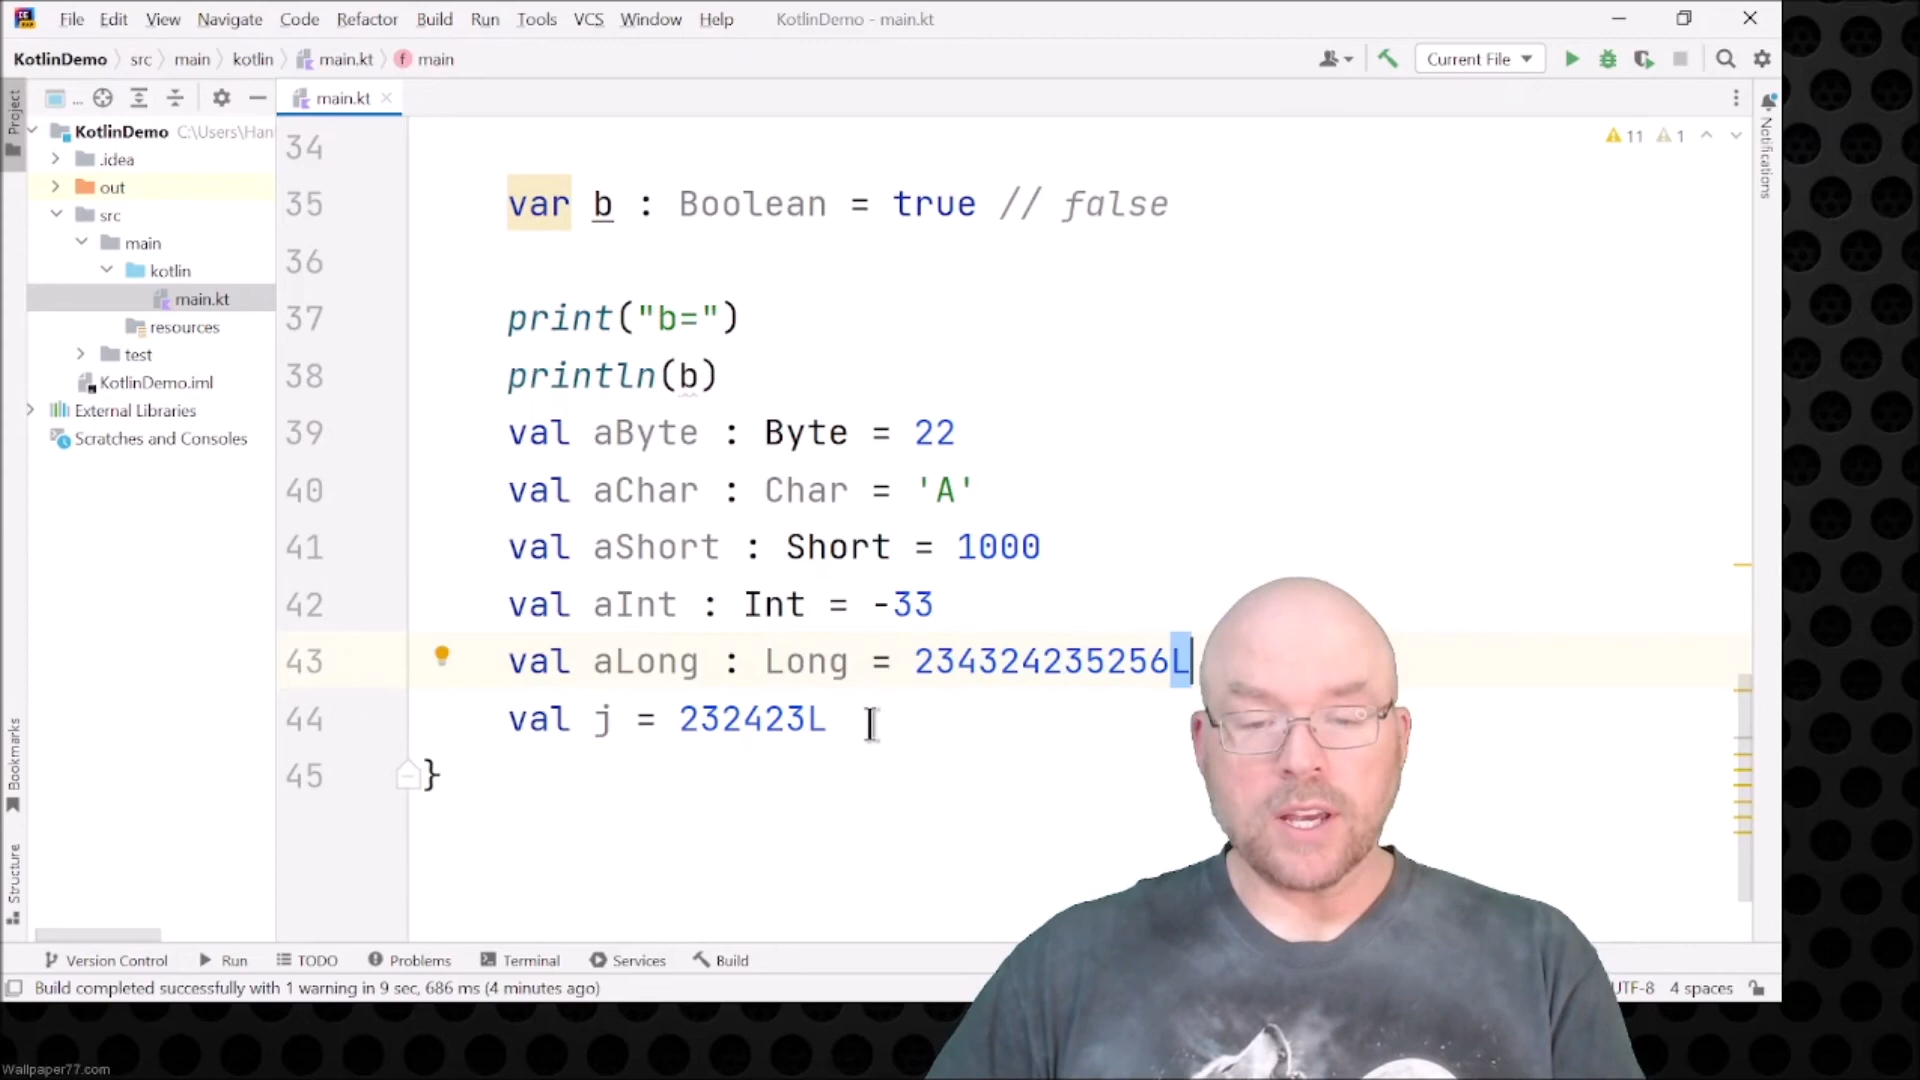 File Edit View Navigate Code Refactor Build Run Tools VCS Window Help KotlinDemo - main.kt
KotlinDemo src main kotlin main.kt main Current File
Project
... main.kt
KotlinDemo C:\Users\Han
.idea
out
src
main
kotlin
main.kt
resources
test
KotlinDemo.iml
External Libraries
Scratches and Consoles
11 1
Notifications
34
35 var b : Boolean = true // false
36
37 print("b=")
38 println(b)
39 val aByte : Byte = 22
40 val aChar : Char = 'A'
41 val aShort : Short = 1000
42 val aInt : Int = -33
43 val aLong : Long = 234324235256L
44 val j = 232423L
45 }
Bookmarks
Structure
Version Control Run TODO Problems Terminal Services Build
Build completed successfully with 1 warning in 9 sec, 686 ms (4 minutes ago) UTF-8 4 spaces
Wallpaper77.com